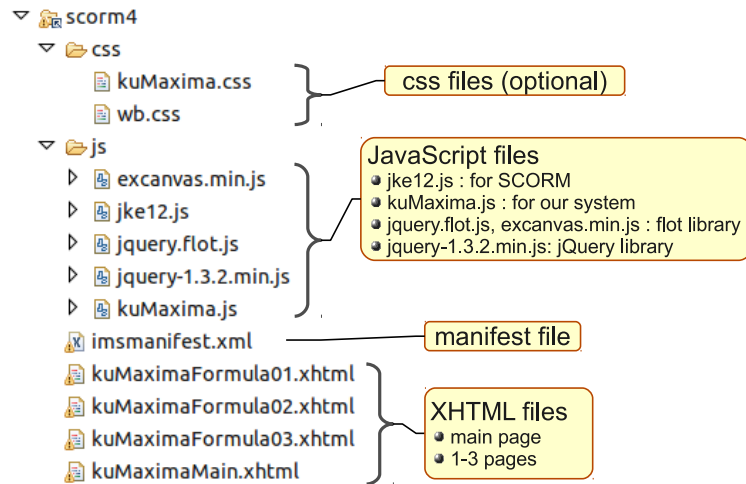 scorm4
css
kuMaxima.css
wb.css
css files (optional)
js
excanvas.min.js
jke12.js
jquery.flot.js
jquery-1.3.2.min.js
kuMaxima.js
JavaScript files
jke12.js : for SCORM
kuMaxima.js : for our system
jquery.flot.js, excanvas.min.js : flot library
jquery-1.3.2.min.js: jQuery library
imsmanifest.xml
manifest file
kuMaximaFormula01.xhtml
kuMaximaFormula02.xhtml
kuMaximaFormula03.xhtml
kuMaximaMain.xhtml
XHTML files
main page
1-3 pages